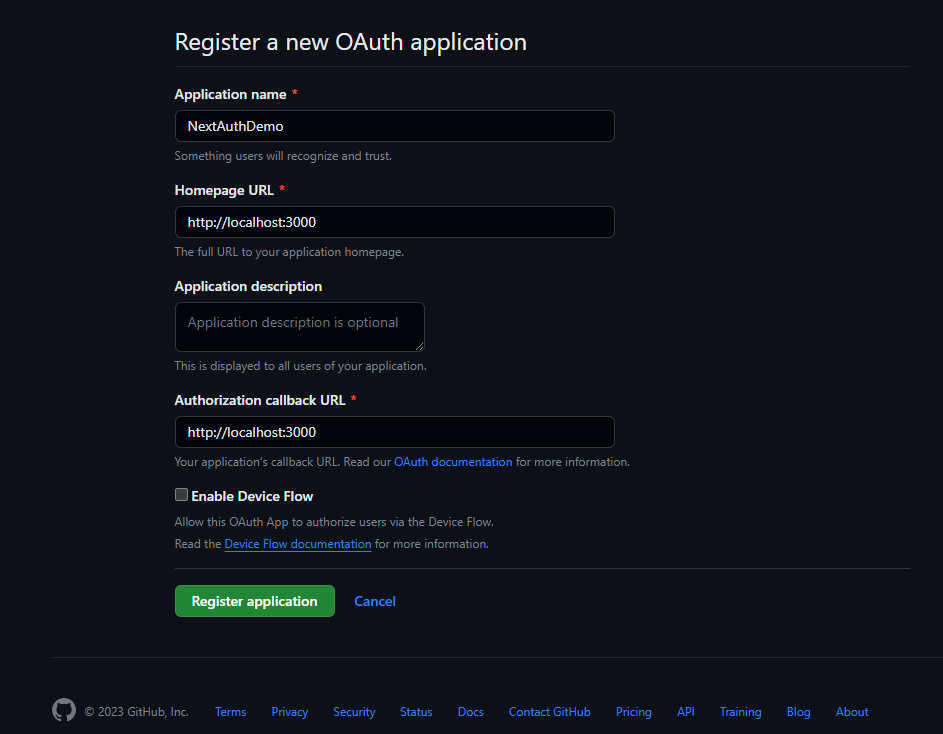 Register a new OAuth application
Application name *
NextAuthDemo
Something users will recognize and trust.
Homepage URL *
http://localhost:3000
The full URL to your application homepage.
Application description
Application description is optional
This is displayed to all users of your application.
Authorization callback URL *
http://localhost:3000
Your application's callback URL. Read our OAuth documentation for more information.
Enable Device Flow
Allow this OAuth App to authorize users via the Device Flow.
Read the Device Flow documentation for more information.
Register application Cancel
© 2023 GitHub, Inc. Terms Privacy Security Status Docs Contact GitHub Pricing API Training Blog About